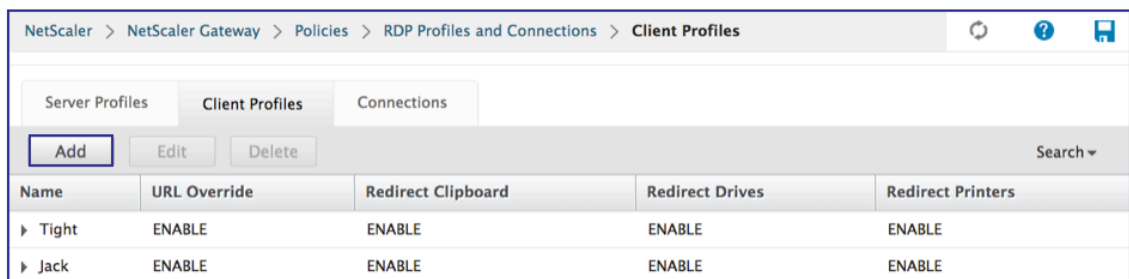 NetScaler > NetScaler Gateway > Policies > RDP Profiles and Connections > Client Profiles
Server Profiles Client Profiles Connections
Add Edit Delete Search
Name URL Override Redirect Clipboard Redirect Drives Redirect Printers
Tight ENABLE ENABLE ENABLE ENABLE
Jack ENABLE ENABLE ENABLE ENABLE